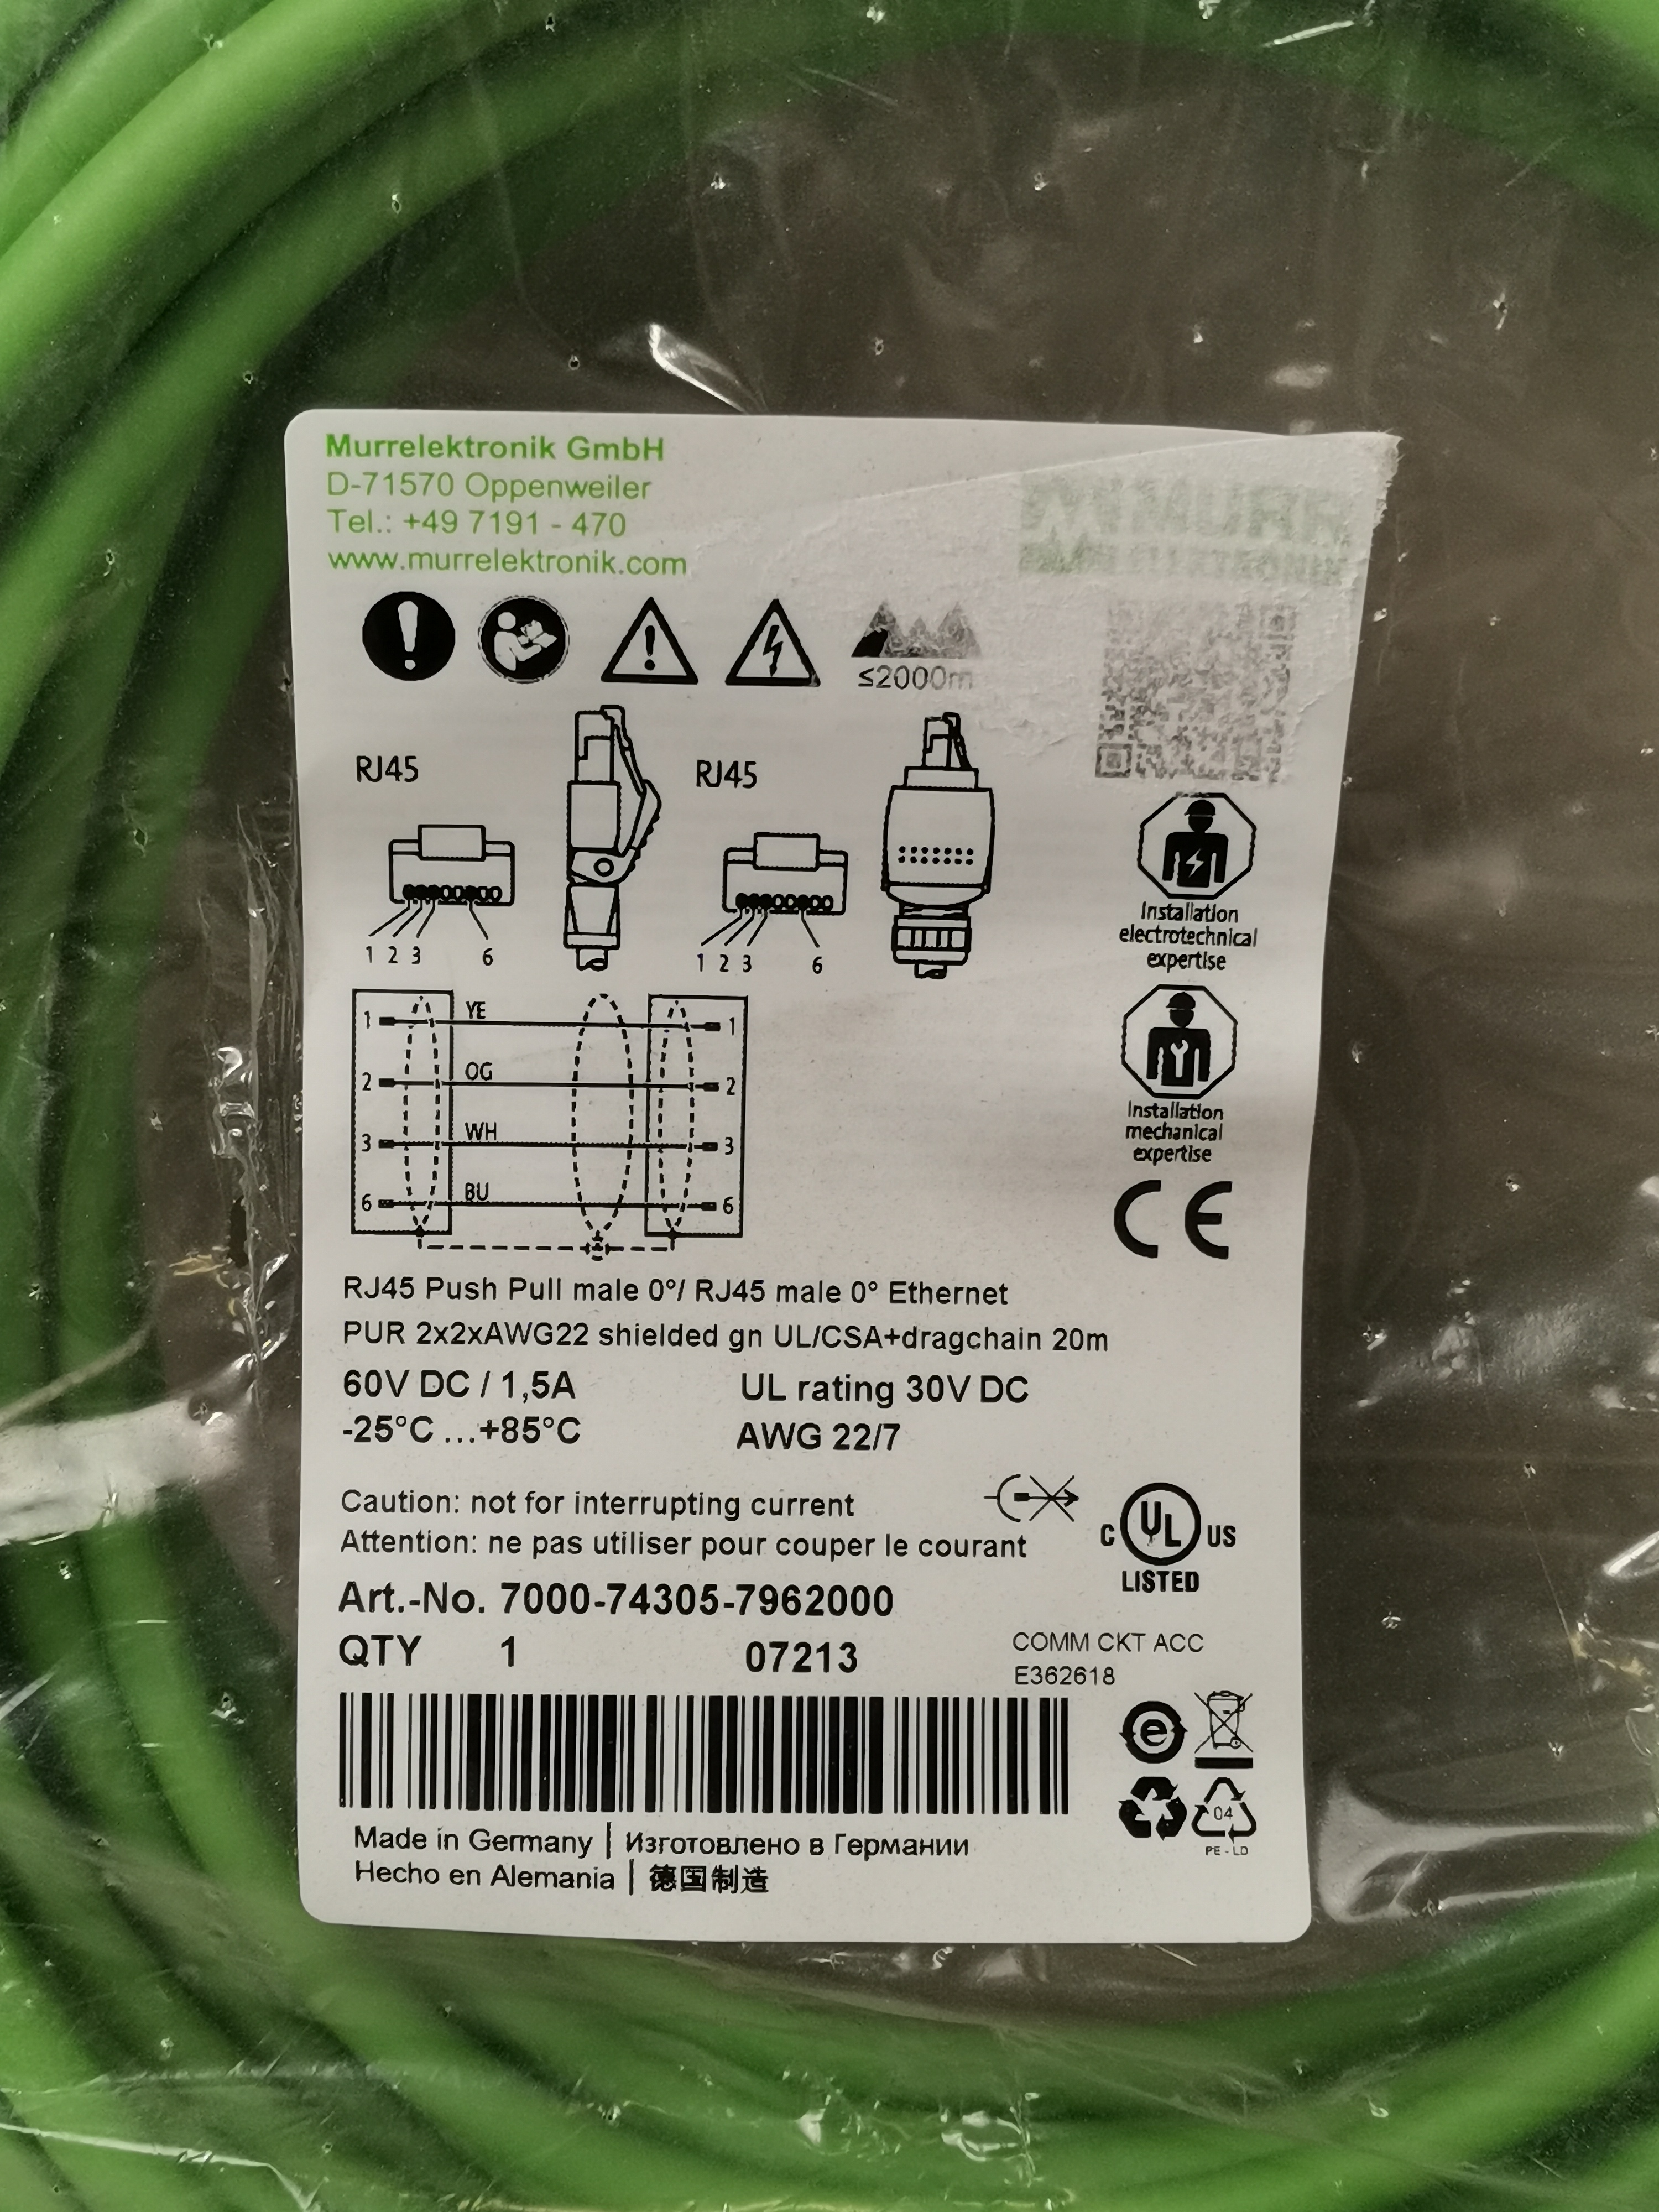 Murrelektronik GmbH
D-71570 Oppenweiler
Tel.: +49 7191 - 470
www.murrelektronik.com
MURR
ELEKTRONIK
≤2000m
RJ45
RJ45
1 2 3 6
1 2 3 6
Installation
electrotechnical
expertise
Installation
mechanical
expertise
1 YE 1
2 OG 2
3 WH 3
6 BU 6
CE
RJ45 Push Pull male 0°/ RJ45 male 0° Ethernet
PUR 2x2xAWG22 shielded gn UL/CSA+dragchain 20m
60V DC / 1,5A UL rating 30V DC
-25°C ...+85°C AWG 22/7
Caution: not for interrupting current
Attention: ne pas utiliser pour couper le courant
C UL US
LISTED
Art.-No. 7000-74305-7962000
QTY 1 07213
COMM CKT ACC
E362618
e
04
PE-LD
Made in Germany | Изготовлено в Германии
Hecho en Alemania | 德国制造